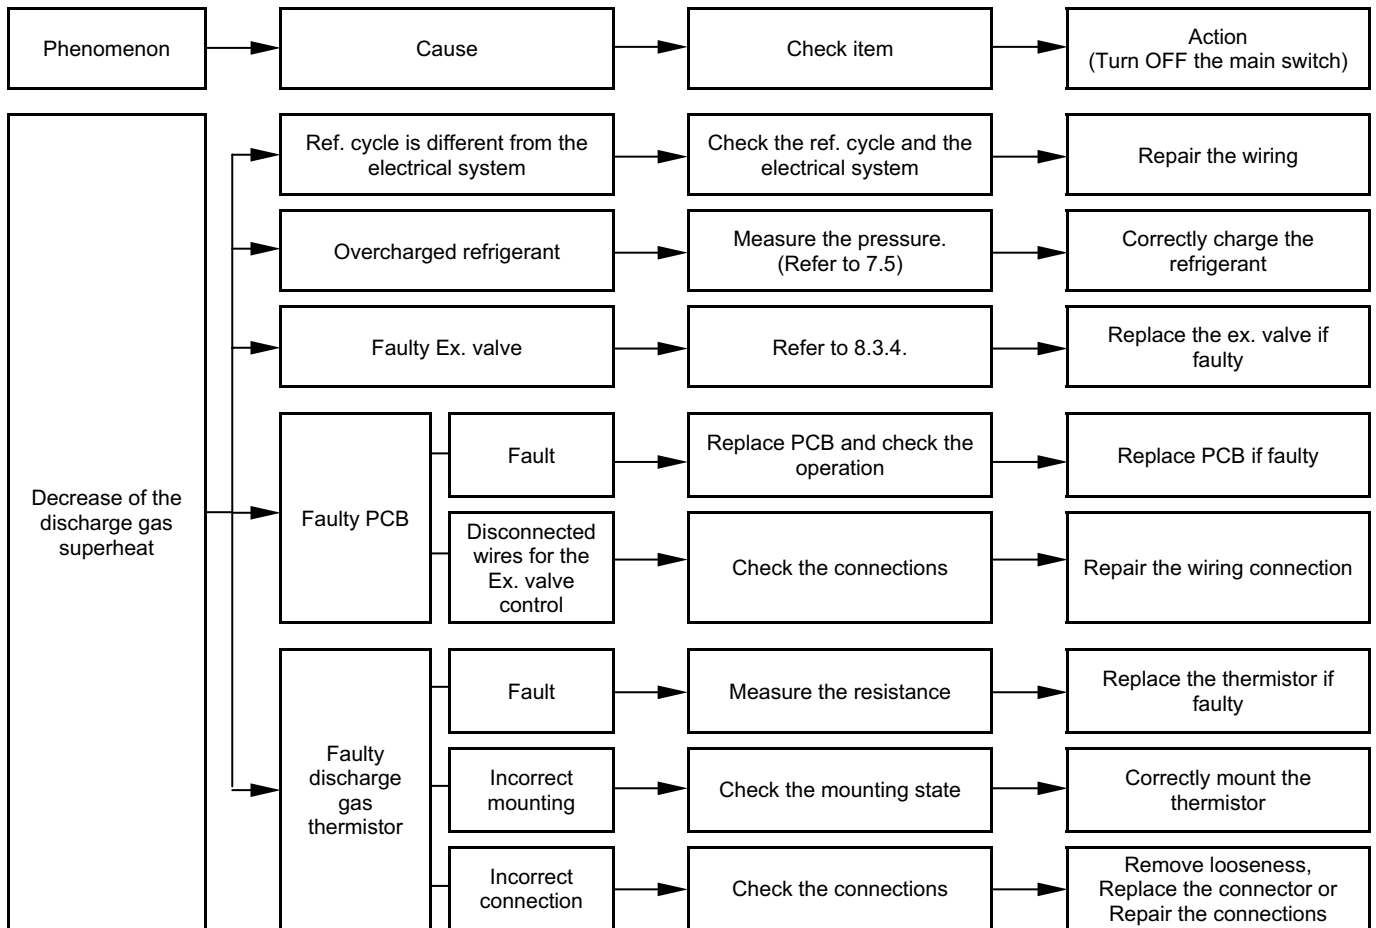 Phenomenon
Cause
Check item
Action
(Turn OFF the main switch)
Decrease of the
discharge gas
superheat
Ref. cycle is different from the
electrical system
Check the ref. cycle and the
electrical system
Repair the wiring
Overcharged refrigerant
Measure the pressure.
(Refer to 7.5)
Correctly charge the
refrigerant
Faulty Ex. valve
Refer to 8.3.4.
Replace the ex. valve if
faulty
Faulty PCB
Fault
Replace PCB and check the
operation
Replace PCB if faulty
Disconnected
wires for the
Ex. valve
control
Check the connections
Repair the wiring connection
Faulty
discharge
gas
thermistor
Fault
Measure the resistance
Replace the thermistor if
faulty
Incorrect
mounting
Check the mounting state
Correctly mount the
thermistor
Incorrect
connection
Check the connections
Remove looseness,
Replace the connector or
Repair the connections